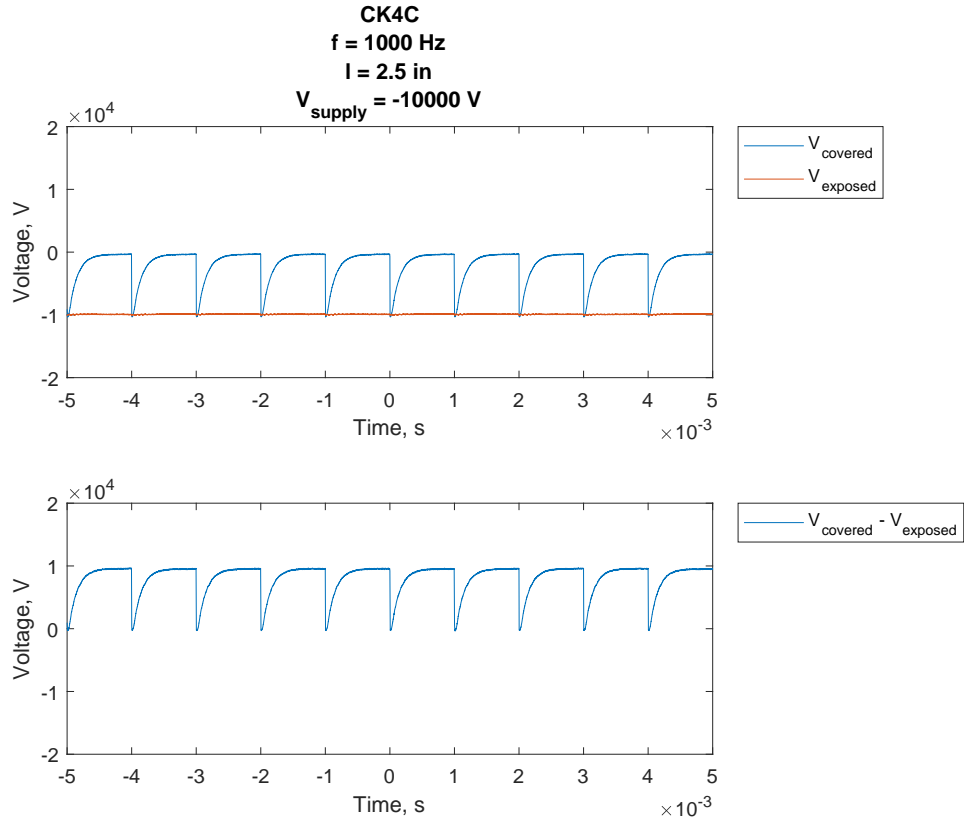 CK4C
f = 1000 Hz
l = 2.5 in
V_supply = -10000 V
×10^4
2
1
0
-1
-2
Voltage, V
-5 -4 -3 -2 -1 0 1 2 3 4 5
Time, s
×10^-3
V_covered
V_exposed
×10^4
2
1
0
-1
-2
Voltage, V
-5 -4 -3 -2 -1 0 1 2 3 4 5
Time, s
×10^-3
V_covered - V_exposed